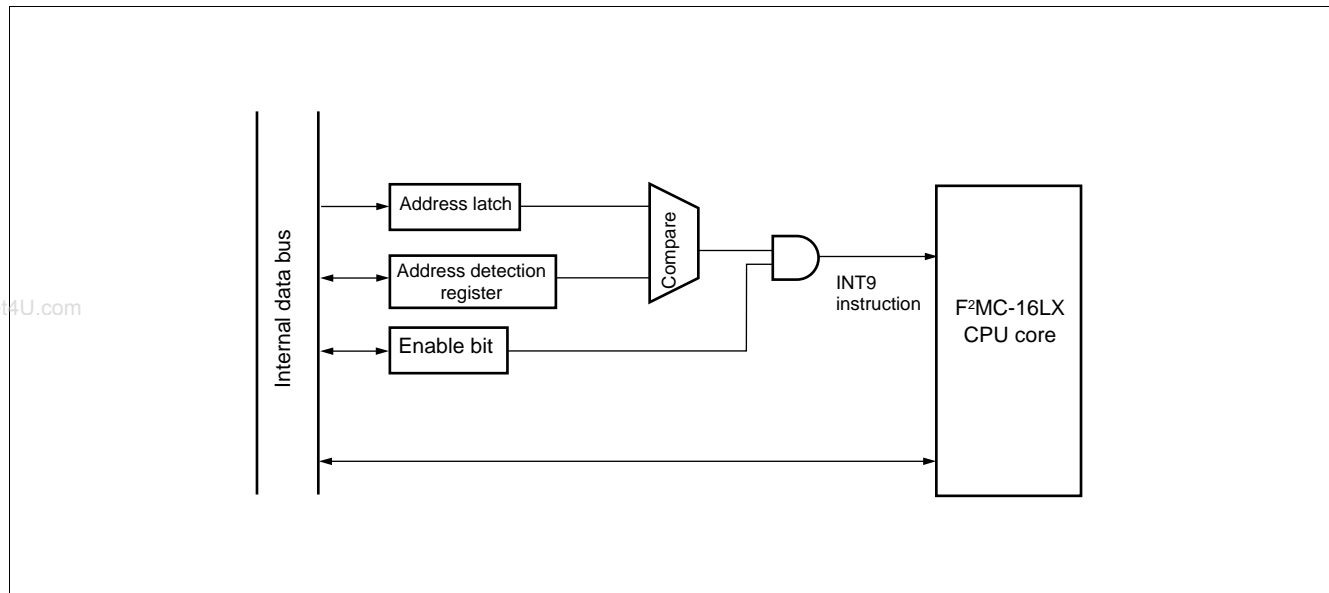 Internal data bus
Address latch
Address detection
register
Enable bit
Compare
INT9
instruction
F²MC-16LX
CPU core
t4U.com